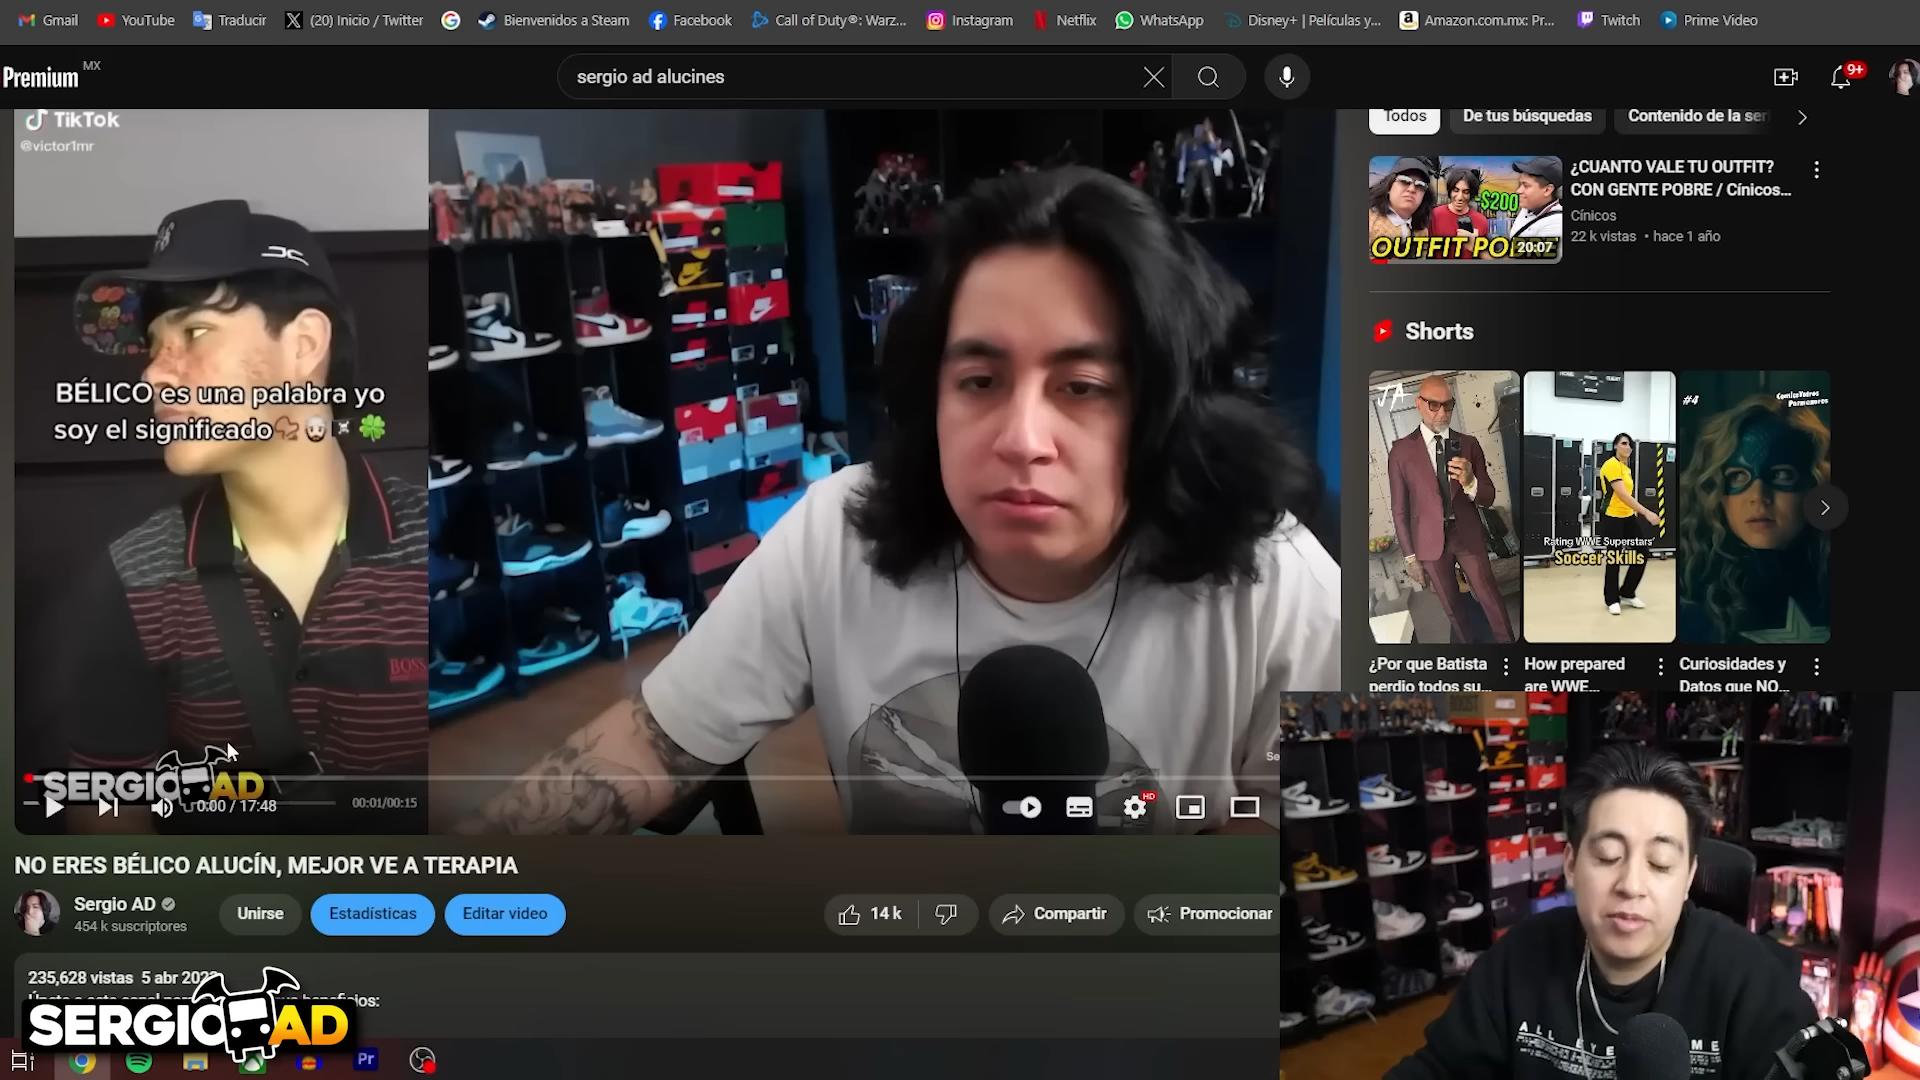 Gmail
YouTube
Traducir
(20) Inicio / Twitter
Bienvenidos a Steam
Facebook
Call of Duty®: Warz...
Instagram
Netflix
WhatsApp
Disney+ | Películas y...
Amazon.com.mx: Pr...
Twitch
Prime Video
Premium MX
sergio ad alucines
9+
TikTok
@victor1mr
BÉLICO es una palabra yo
soy el significado
SERGIO AD
0:00 / 17:48
00:01/00:15
HD
Se
NO ERES BÉLICO ALUCÍN, MEJOR VE A TERAPIA
Sergio AD
454 k suscriptores
Unirse
Estadísticas
Editar video
14 k
Compartir
Promocionar
235,628 vistas 5 abr
SERGIO AD
Pr
Todos
De tus búsquedas
Contenido de la ser
$200
OUTFIT POBRE
20:07
¿CUANTO VALE TU OUTFIT?
CON GENTE POBRE / Cínicos...
Cínicos
22 k vistas • hace 1 año
Shorts
JA
Rating WWE Superstars'
Soccer Skills
#4
¿Por que Batista
perdio todos su...
How prepared
are WWE...
Curiosidades y
Datos que NO...
BOSS